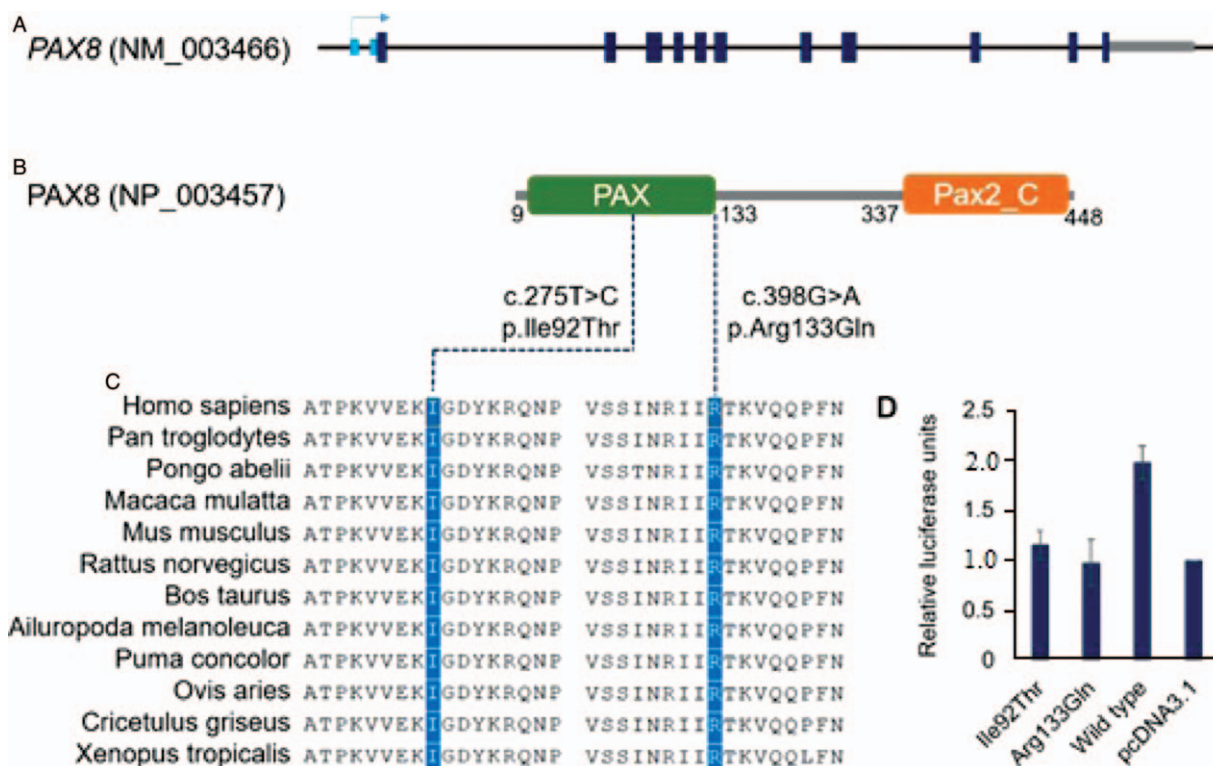 A
PAX8 (NM_003466)
B
PAX8 (NP_003457)
PAX
Pax2_C
9
133
337
448
c.275T>C
p.Ile92Thr
c.398G>A
p.Arg133Gln
C
Homo sapiens ATPKVVEKIGDYKRQNP VSSINRIIRTKVQQPFN
Pan troglodytes ATPKVVEKIGDYKRQNP VSSINRIIRTKVQQPFN
Pongo abelii ATPKVVEKIGDYKRQNP VSSTNRIIRTKVQQPFN
Macaca mulatta ATPKVVEKIGDYKRQNP VSSINRIIRTKVQQPFN
Mus musculus ATPKVVEKIGDYKRQNP VSSINRIIRTKVQQPFN
Rattus norvegicus ATPKVVEKIGDYKRQNP VSSINRIIRTKVQQPFN
Bos taurus ATPKVVEKIGDYKRQNP VSSINRIIRTKVQQPFN
Ailuropoda melanoleuca ATPKVVEKIGDYKRQNP VSSINRIIRTKVQQPFN
Puma concolor ATPKVVEKIGDYKRQNP VSSINRIIRTKVQQPFN
Ovis aries ATPKVVEKIGDYKRQNP VSSINRIIRTKVQQPFN
Cricetulus griseus ATPKVVEKIGDYKRQNP VSSINRIIRTKVQQPFN
Xenopus tropicalis ATPKVVEKIGDYKRQNP VSSINRIIRTKVQQLFN
D
Relative luciferase units
2.5
2.0
1.5
1.0
0.5
0
Ile92Thr
Arg133Gln
Wild type
pcDNA3.1